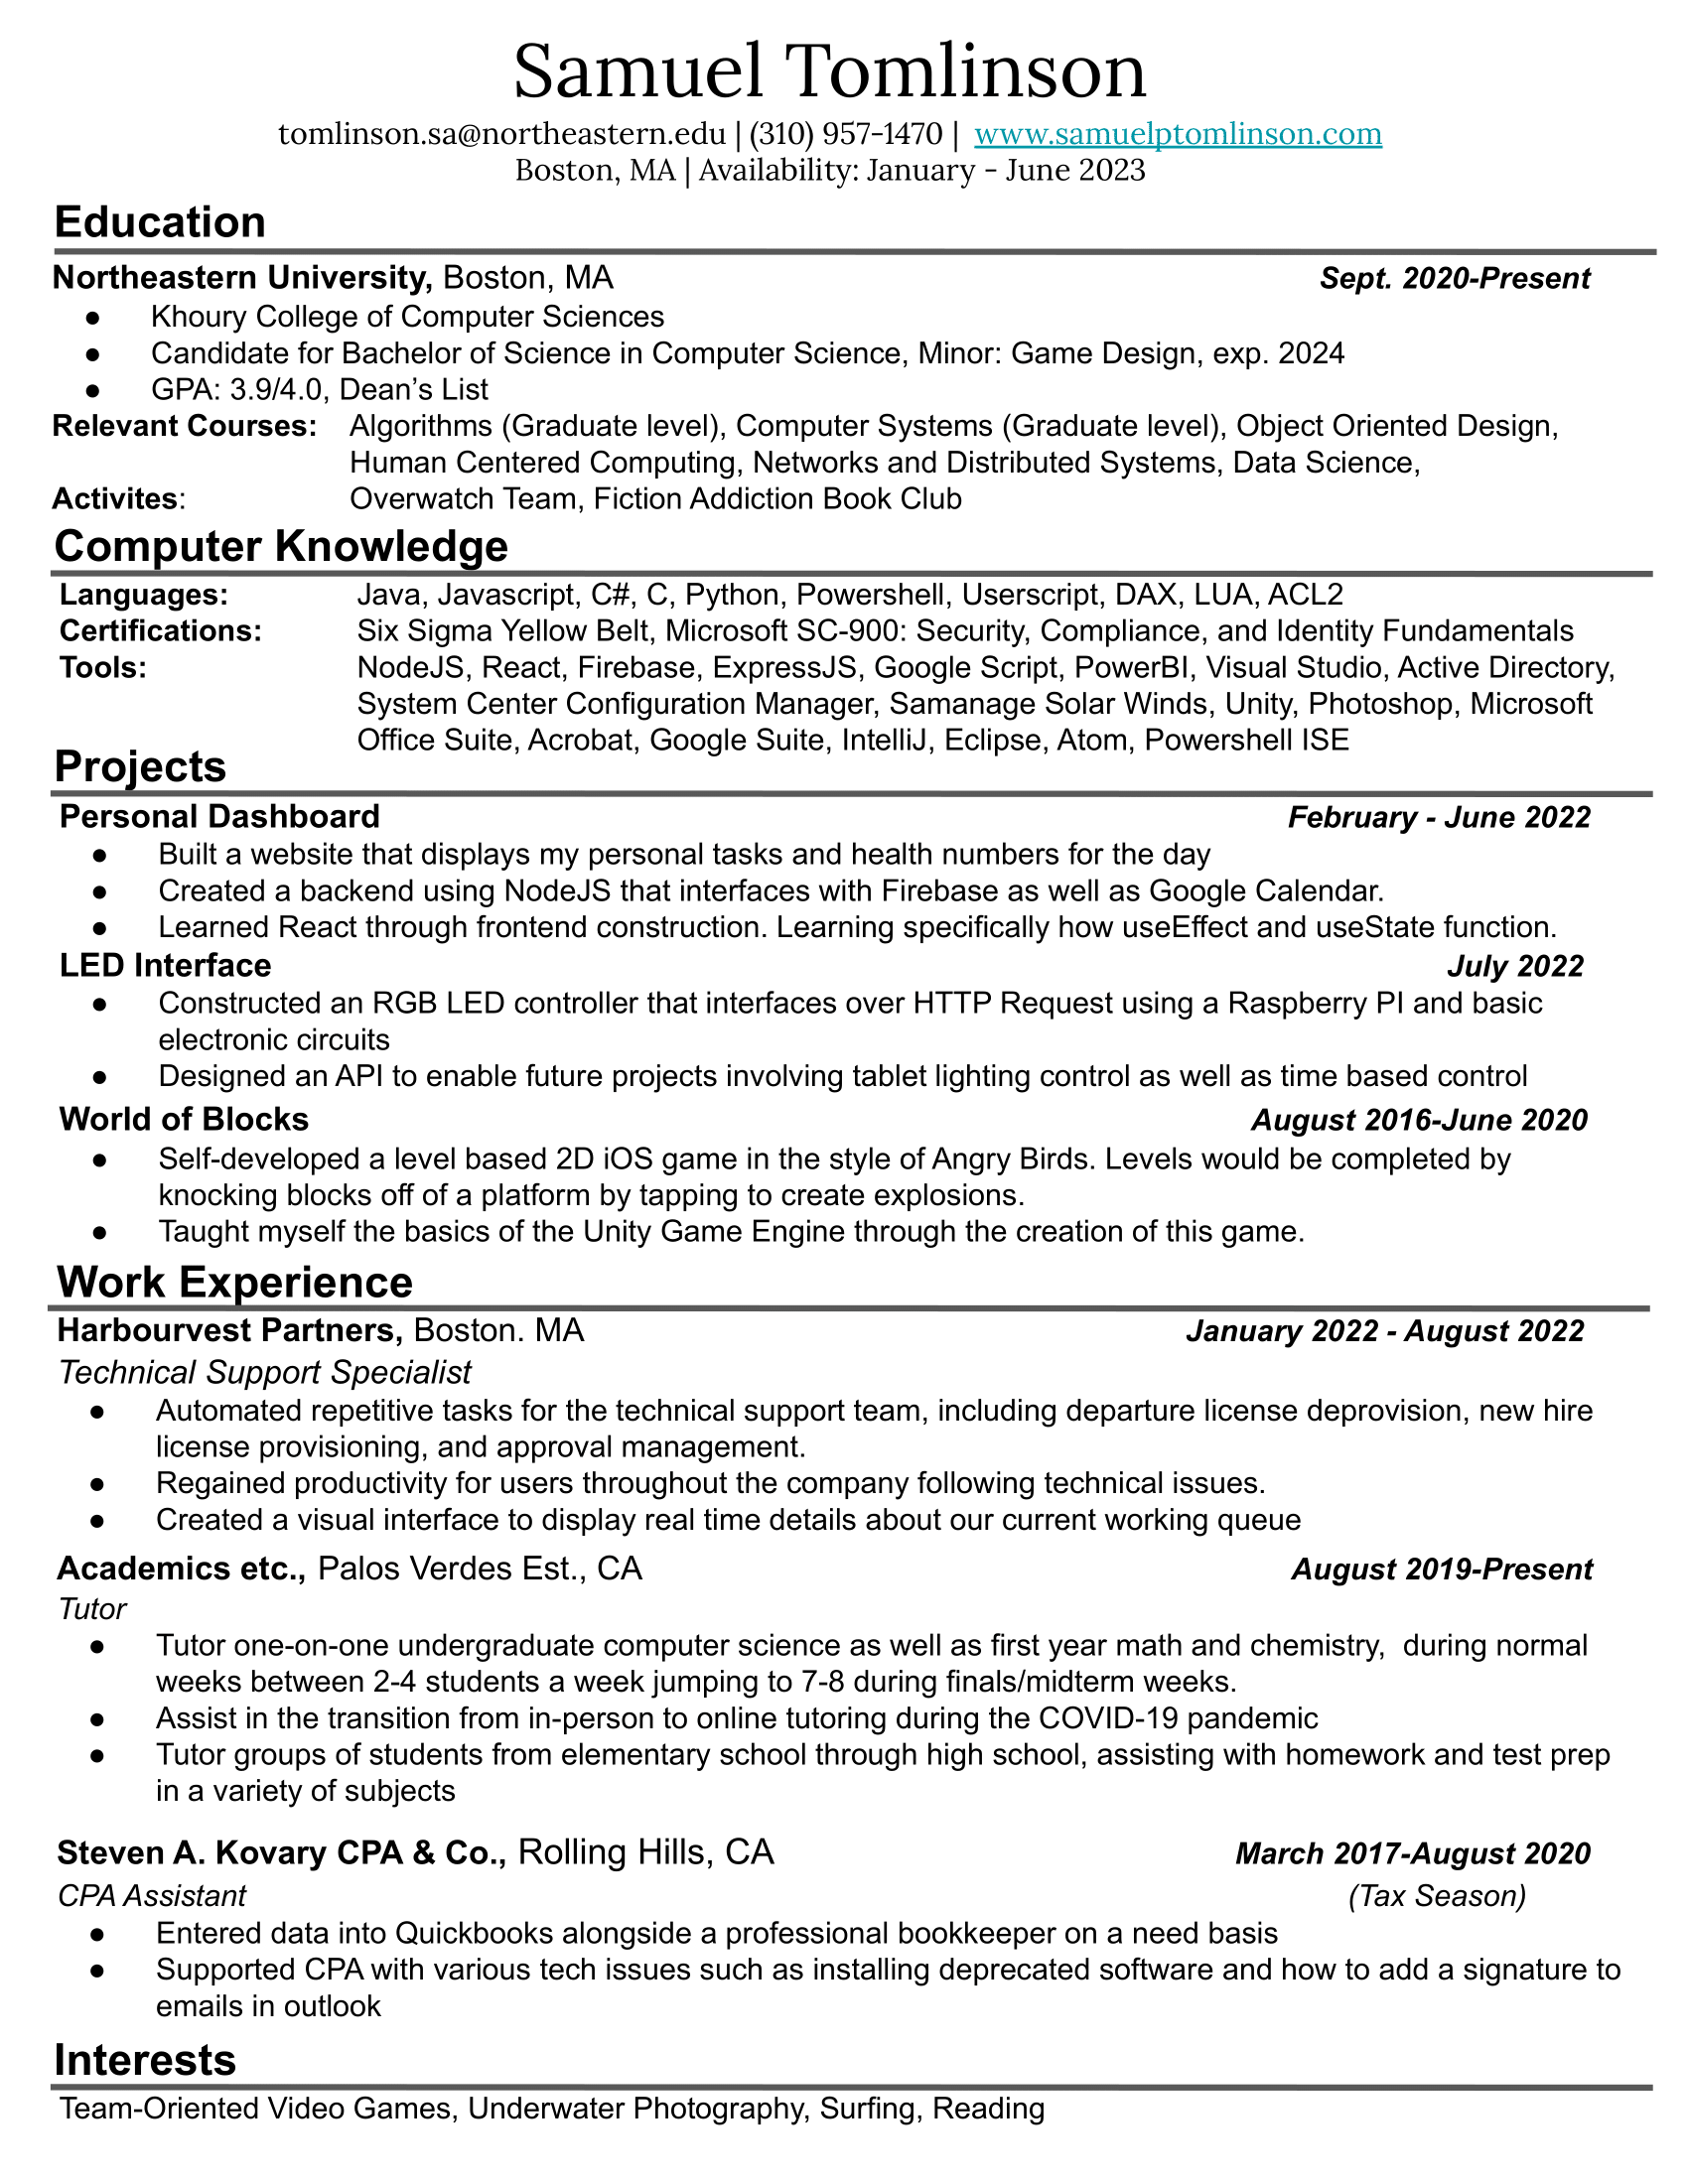 Samuel Tomlinson
tomlinson.sa@northeastern.edu | (310) 957-1470 | www.samuelptomlinson.com
Boston, MA | Availability: January - June 2023
Education
Northeastern University, Boston, MA Sept. 2020-Present
● Khoury College of Computer Sciences
● Candidate for Bachelor of Science in Computer Science, Minor: Game Design, exp. 2024
● GPA: 3.9/4.0, Dean’s List
Relevant Courses: Algorithms (Graduate level), Computer Systems (Graduate level), Object Oriented Design,
Human Centered Computing, Networks and Distributed Systems, Data Science,
Activites: Overwatch Team, Fiction Addiction Book Club
Computer Knowledge
Languages: Java, Javascript, C#, C, Python, Powershell, Userscript, DAX, LUA, ACL2
Certifications: Six Sigma Yellow Belt, Microsoft SC-900: Security, Compliance, and Identity Fundamentals
Tools: NodeJS, React, Firebase, ExpressJS, Google Script, PowerBI, Visual Studio, Active Directory,
System Center Configuration Manager, Samanage Solar Winds, Unity, Photoshop, Microsoft
Office Suite, Acrobat, Google Suite, IntelliJ, Eclipse, Atom, Powershell ISE
Projects
Personal Dashboard February - June 2022
● Built a website that displays my personal tasks and health numbers for the day
● Created a backend using NodeJS that interfaces with Firebase as well as Google Calendar.
● Learned React through frontend construction. Learning specifically how useEffect and useState function.
LED Interface July 2022
● Constructed an RGB LED controller that interfaces over HTTP Request using a Raspberry PI and basic
electronic circuits
● Designed an API to enable future projects involving tablet lighting control as well as time based control
World of Blocks August 2016-June 2020
● Self-developed a level based 2D iOS game in the style of Angry Birds. Levels would be completed by
knocking blocks off of a platform by tapping to create explosions.
● Taught myself the basics of the Unity Game Engine through the creation of this game.
Work Experience
Harbourvest Partners, Boston. MA January 2022 - August 2022
Technical Support Specialist
● Automated repetitive tasks for the technical support team, including departure license deprovision, new hire
license provisioning, and approval management.
● Regained productivity for users throughout the company following technical issues.
● Created a visual interface to display real time details about our current working queue
Academics etc., Palos Verdes Est., CA August 2019-Present
Tutor
● Tutor one-on-one undergraduate computer science as well as first year math and chemistry,  during normal
weeks between 2-4 students a week jumping to 7-8 during finals/midterm weeks.
● Assist in the transition from in-person to online tutoring during the COVID-19 pandemic
● Tutor groups of students from elementary school through high school, assisting with homework and test prep
in a variety of subjects
Steven A. Kovary CPA & Co., Rolling Hills, CA March 2017-August 2020
CPA Assistant (Tax Season)
● Entered data into Quickbooks alongside a professional bookkeeper on a need basis
● Supported CPA with various tech issues such as installing deprecated software and how to add a signature to
emails in outlook
Interests
Team-Oriented Video Games, Underwater Photography, Surfing, Reading